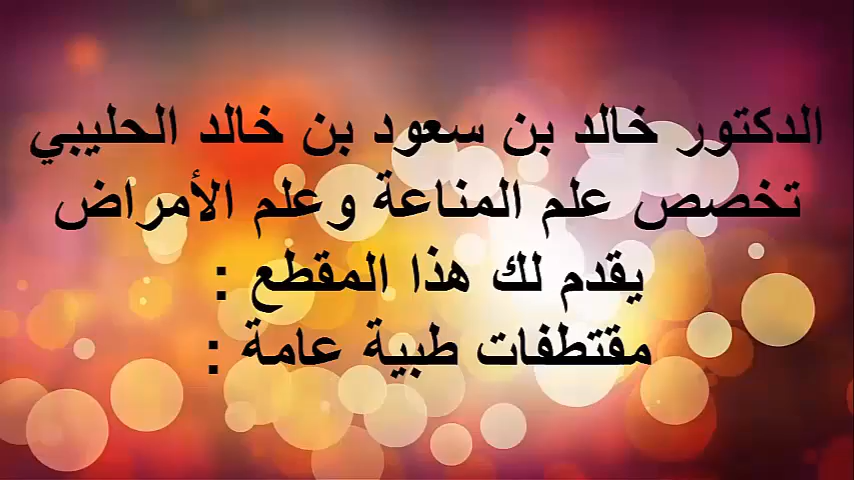 الدكتور خالد بن سعود بن خالد الحليبي
تخصص علم المناعة وعلم الأمراض
يقدم لك هذا المقطع :
مقتطفات طبية عامة :